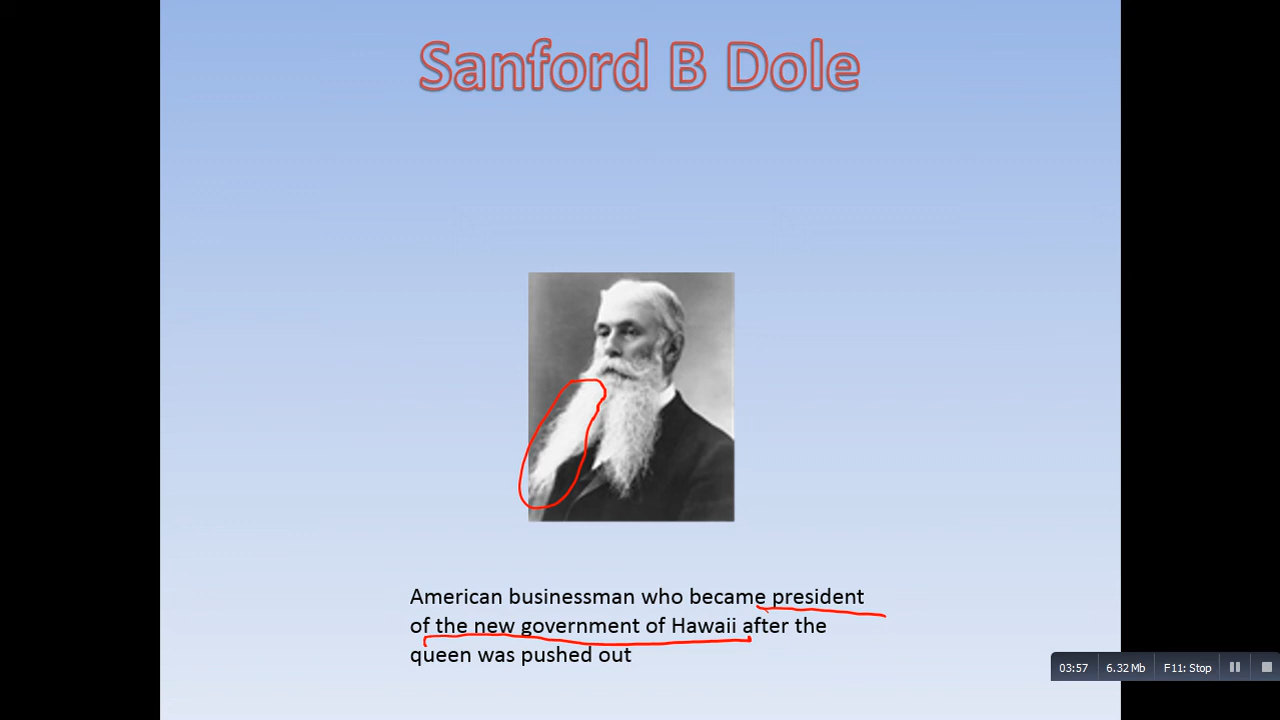 Sanford B Dole
American businessman who became president
of the new government of Hawaii after the
queen was pushed out
03:57 6.32 Mb F11: Stop